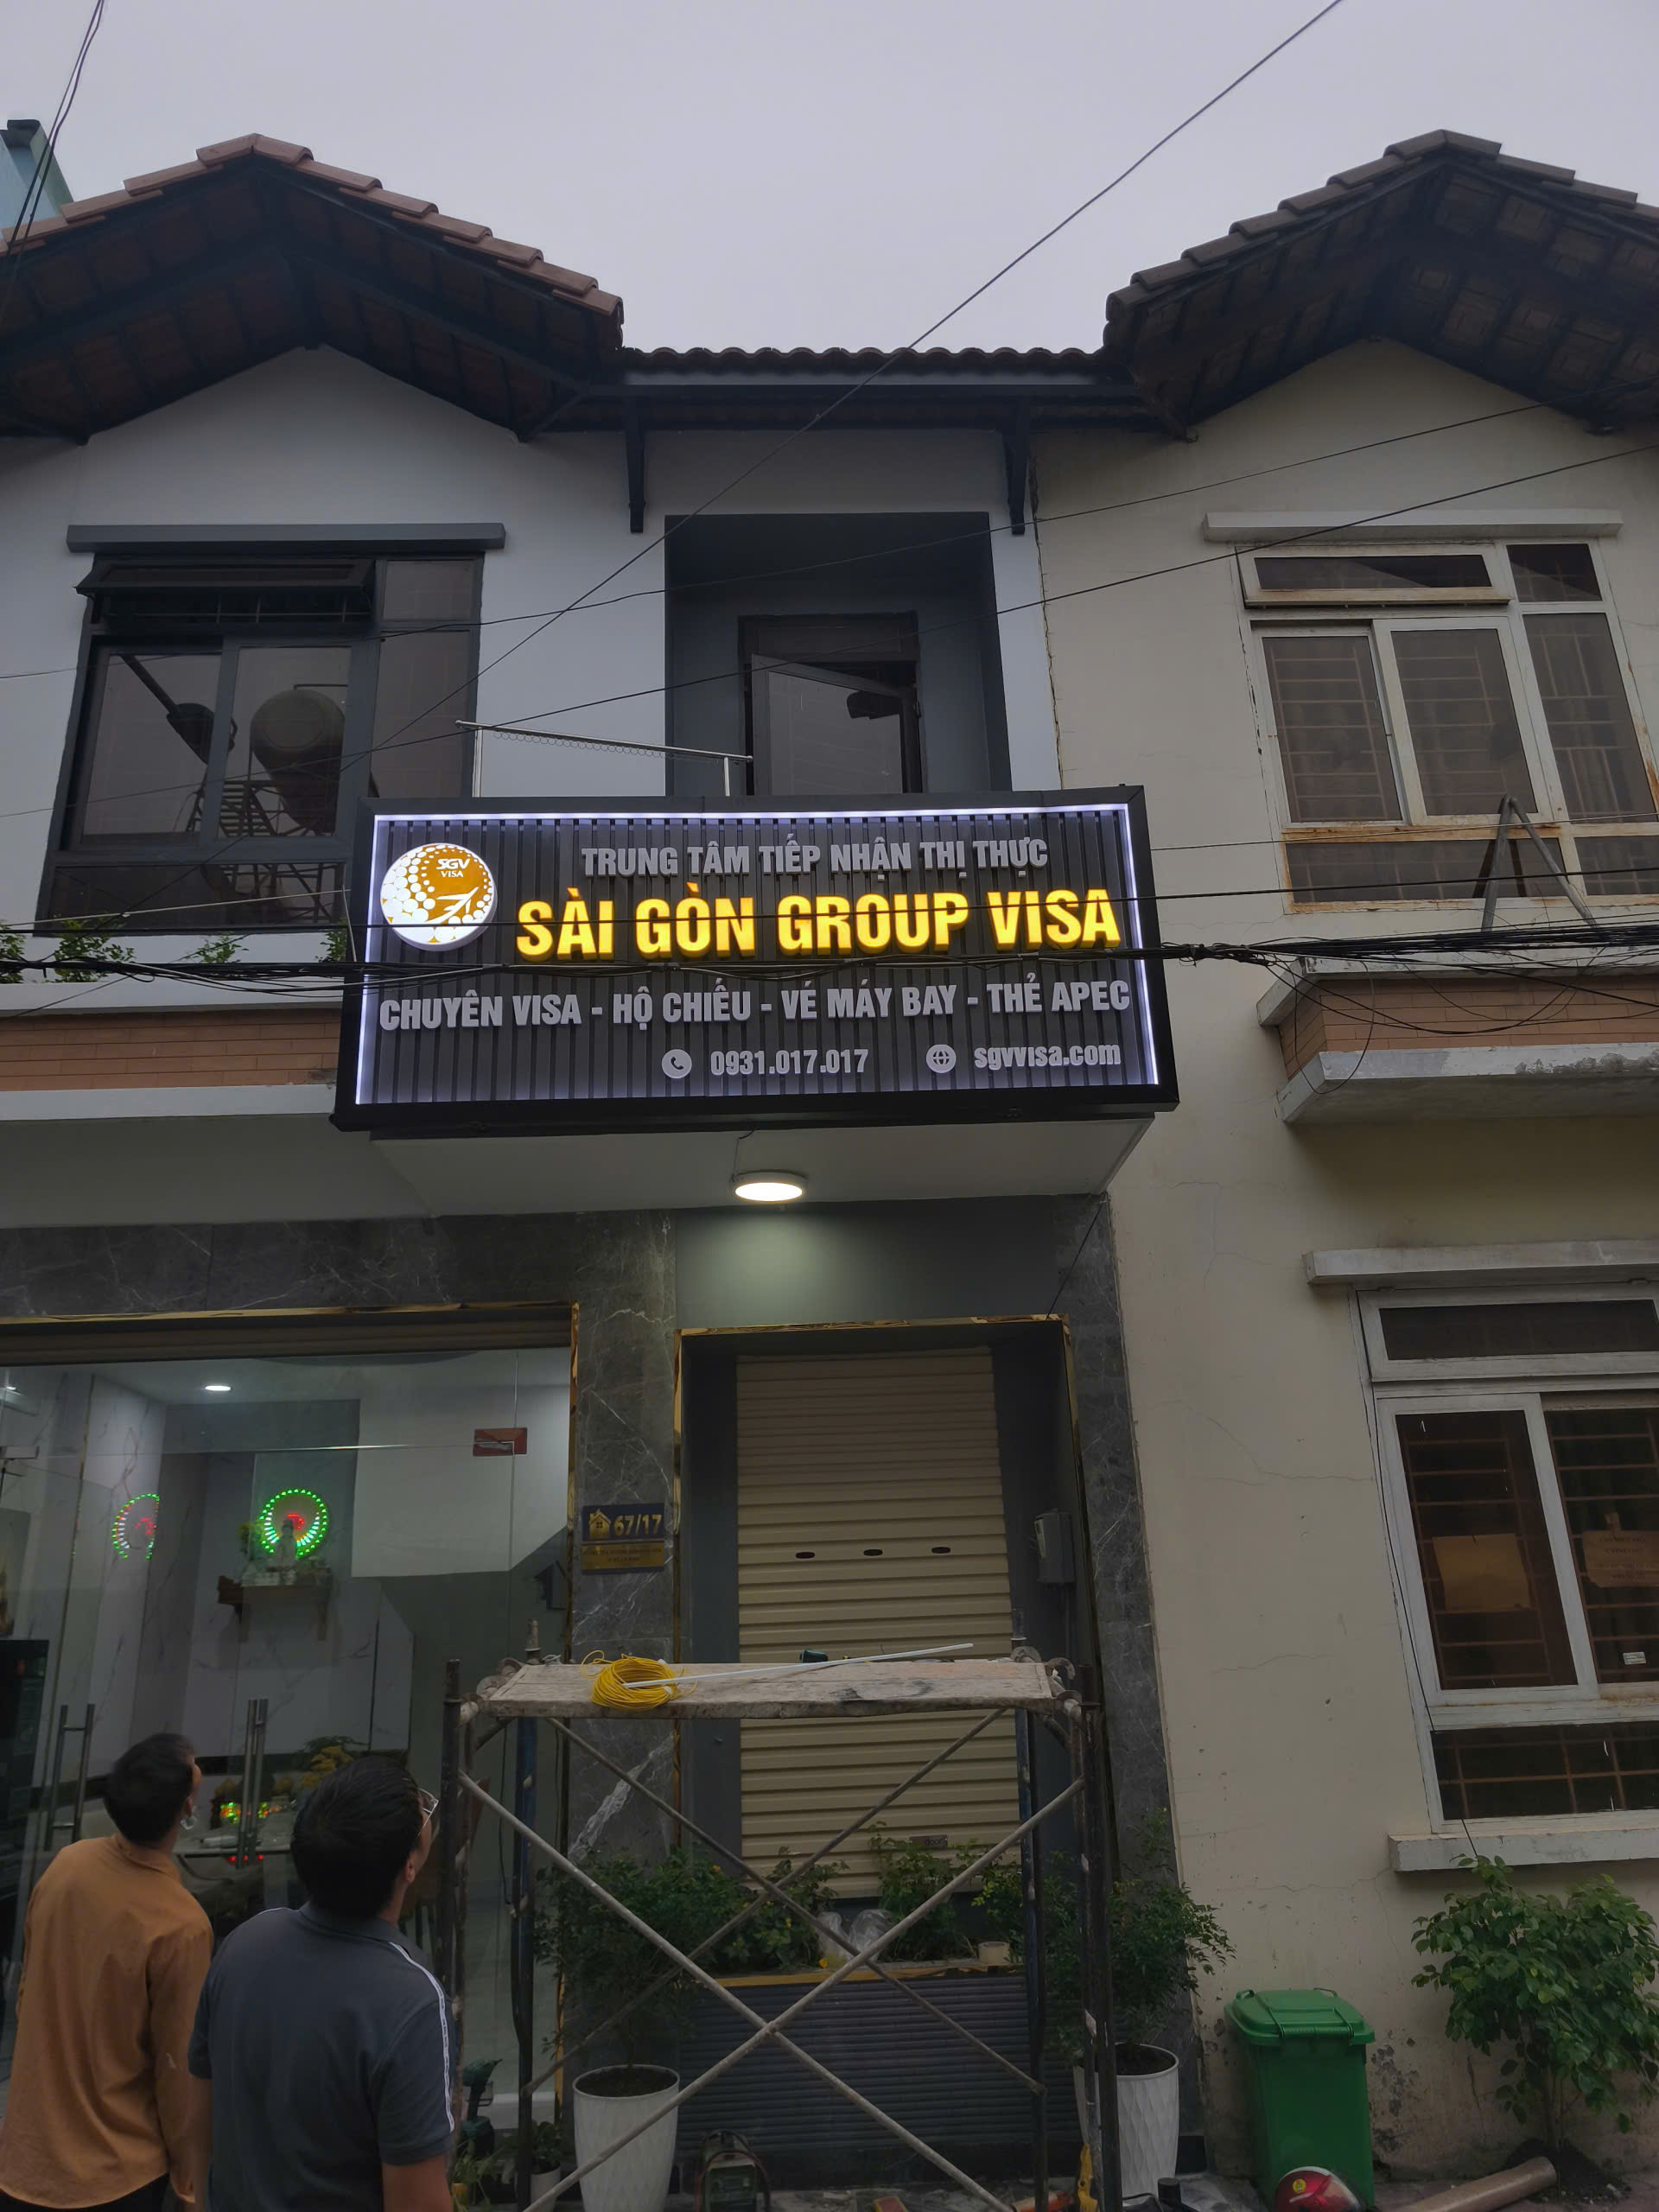 SGV
VISA
TRUNG TÂM TIẾP NHẬN THỊ THỰC
SÀI GÒN GROUP VISA
CHUYÊN VISA - HỘ CHIẾU - VÉ MÁY BAY - THẺ APEC
0931.017.017 sgvvisa.com
67/17